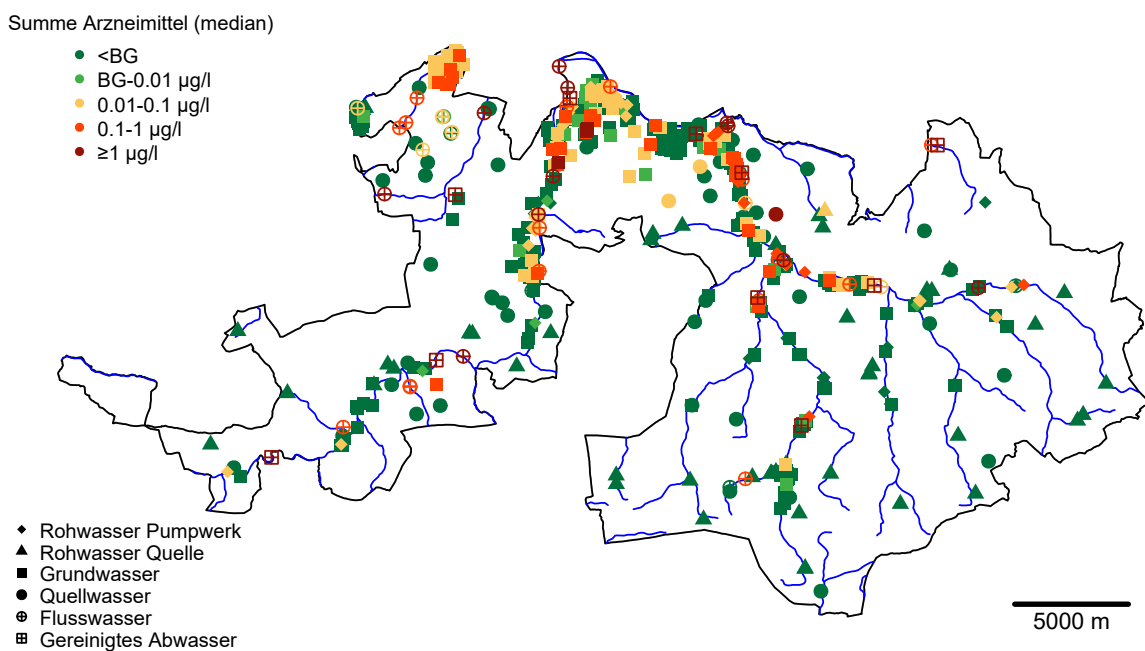 Summe Arzneimittel (median)
<BG
BG-0.01 µg/l
0.01-0.1 µg/l
0.1-1 µg/l
≥1 µg/l
Rohwasser Pumpwerk
Rohwasser Quelle
Grundwasser
Quellwasser
Flusswasser
Gereinigtes Abwasser
5000 m